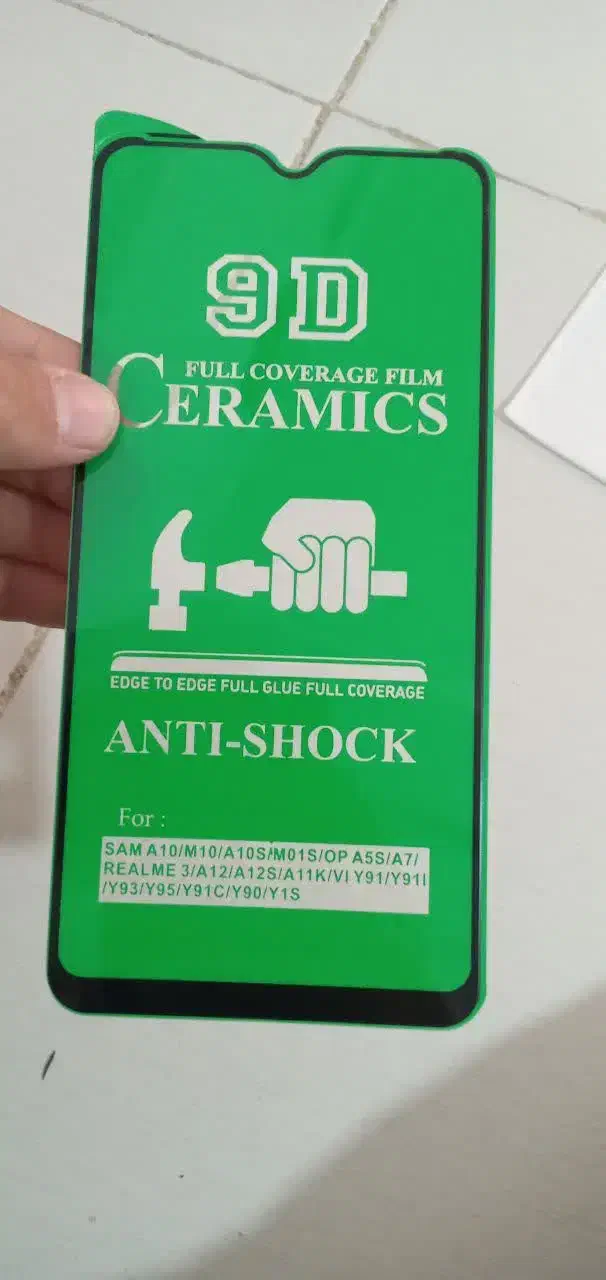 9D
FULL COVERAGE FILM
CERAMICS
EDGE TO EDGE FULL GLUE FULL COVERAGE
ANTI-SHOCK
For :
SAM A10/M10/A10S/M01S/OP A5S/A7/
REALME 3/A12/A12S/A11K/VI Y91/Y91I
/Y93/Y95/Y91C/Y90/Y1S